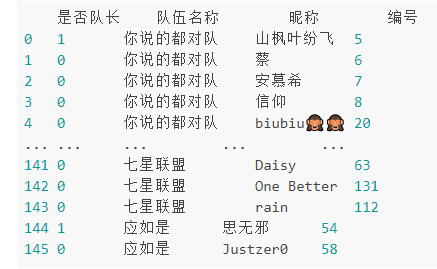 是否队长 队伍名称 昵称 编号
0 1 你说的都对队 山枫叶纷飞 5
1 0 你说的都对队 蔡 6
2 0 你说的都对队 安慕希 7
3 0 你说的都对队 信仰 8
4 0 你说的都对队 biubiu🙈🙈 20
... ... ... ... ...
141 0 七星联盟 Daisy 63
142 0 七星联盟 One Better 131
143 0 七星联盟 rain 112
144 1 应如是 思无邪 54
145 0 应如是 Justzer0 58